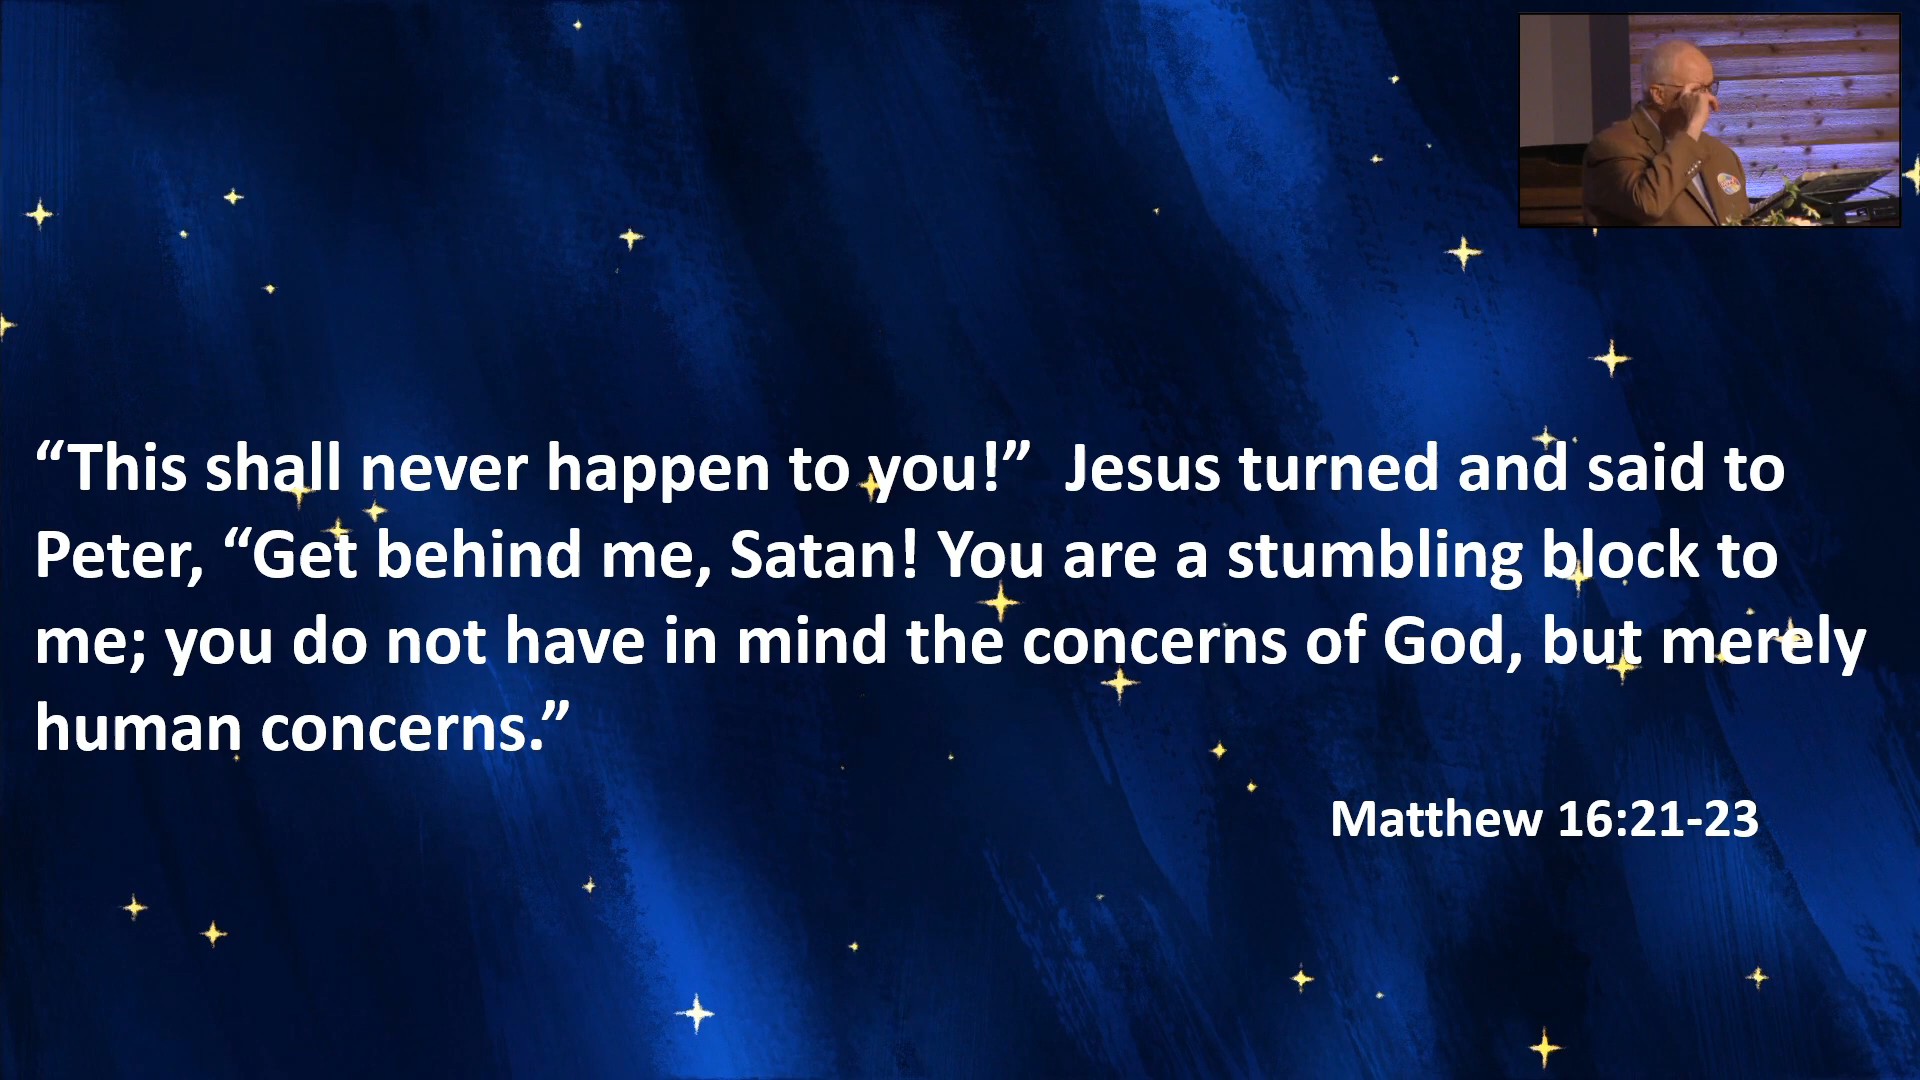 “This shall never happen to you!”  Jesus turned and said to
Peter, “Get behind me, Satan! You are a stumbling block to
me; you do not have in mind the concerns of God, but merely
human concerns.”
Matthew 16:21-23